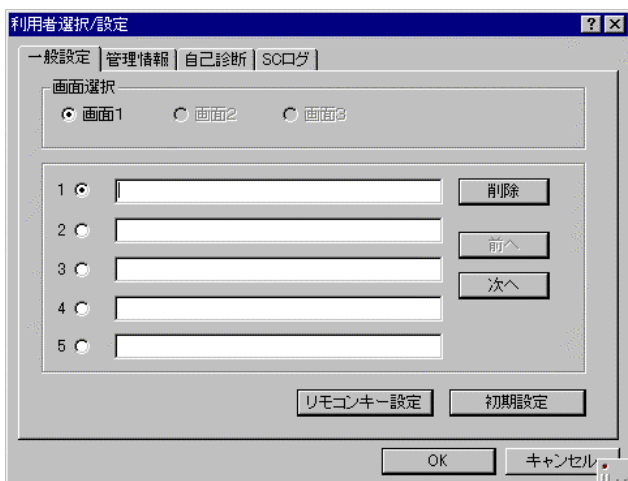 利用者選択/設定
一般設定 管理情報 自己診断 SCログ
画面選択
画面1 画面2 画面3
1 削除
2 前へ
3 次へ
4
5
リモコンキー設定 初期設定
OK キャンセル